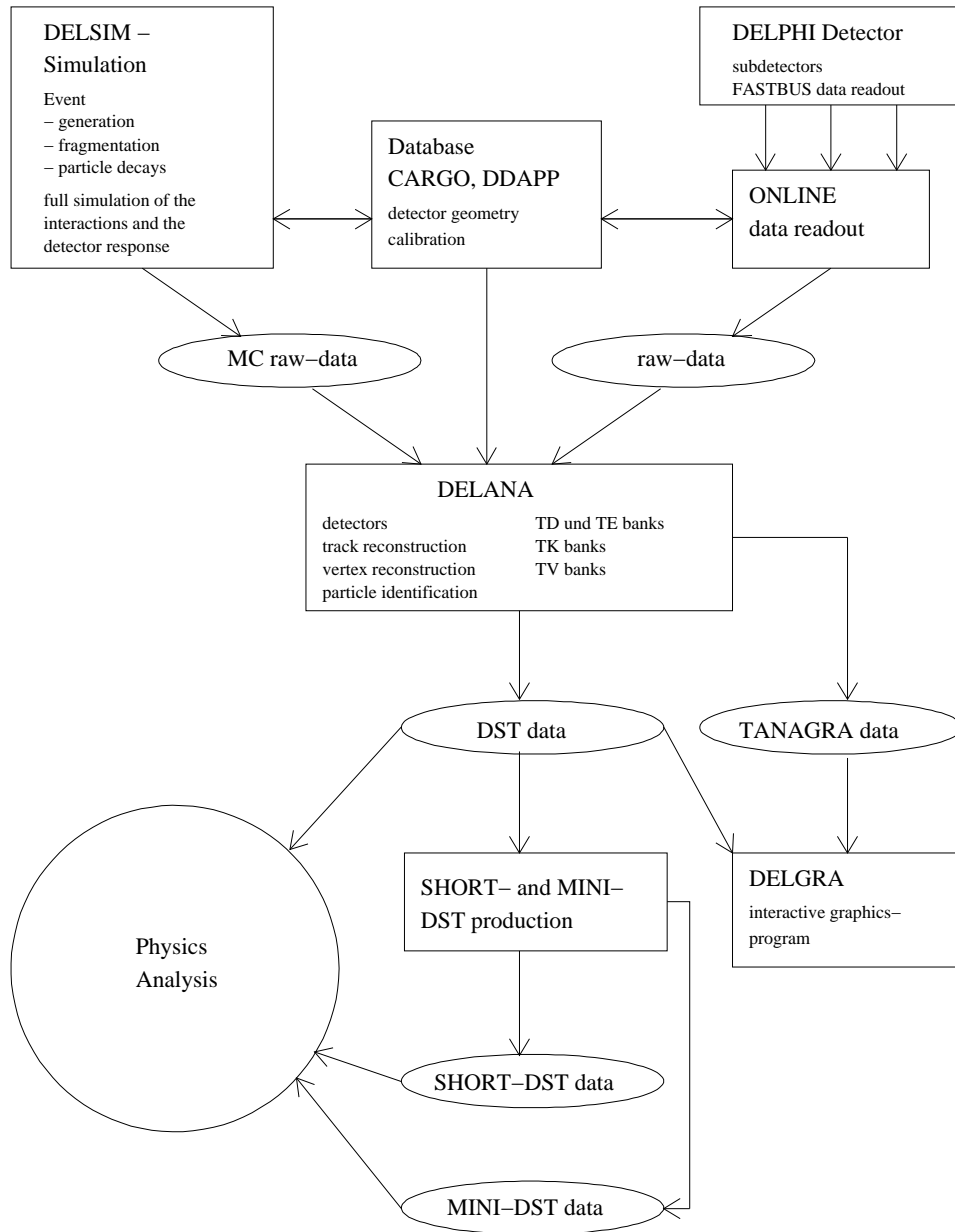 DELSIM –
Simulation
Event
– generation
– fragmentation
– particle decays
full simulation of the
interactions and the
detector response
DELPHI Detector
subdetectors
FASTBUS data readout
Database
CARGO, DDAPP
detector geometry
calibration
ONLINE
data readout
MC raw–data
raw–data
DELANA
detectors TD und TE banks
track reconstruction TK banks
vertex reconstruction TV banks
particle identification
DST data
TANAGRA data
SHORT– and MINI–
DST production
DELGRA
interactive graphics–
program
Physics
Analysis
SHORT–DST data
MINI–DST data